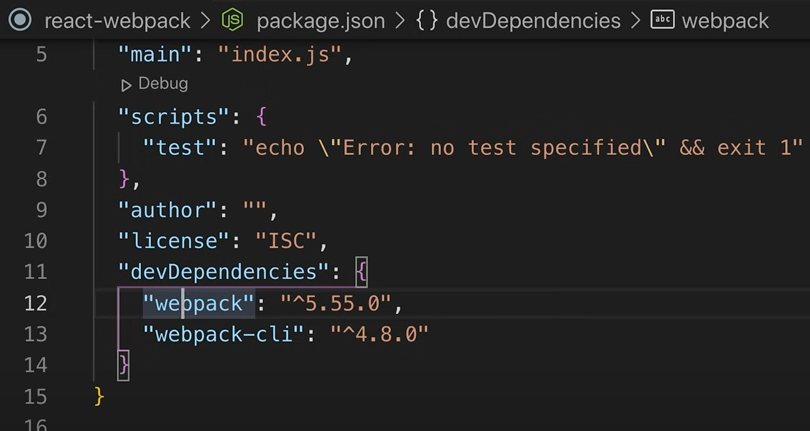 react-webpack > JS package.json > {} devDependencies > abc webpack
5 "main": "index.js",
Debug
6 "scripts": {
7 "test": "echo \"Error: no test specified\" && exit 1"
8 },
9 "author": "",
10 "license": "ISC",
11 "devDependencies": {
12 "webpack": "^5.55.0",
13 "webpack-cli": "^4.8.0"
14 }
15 }
16